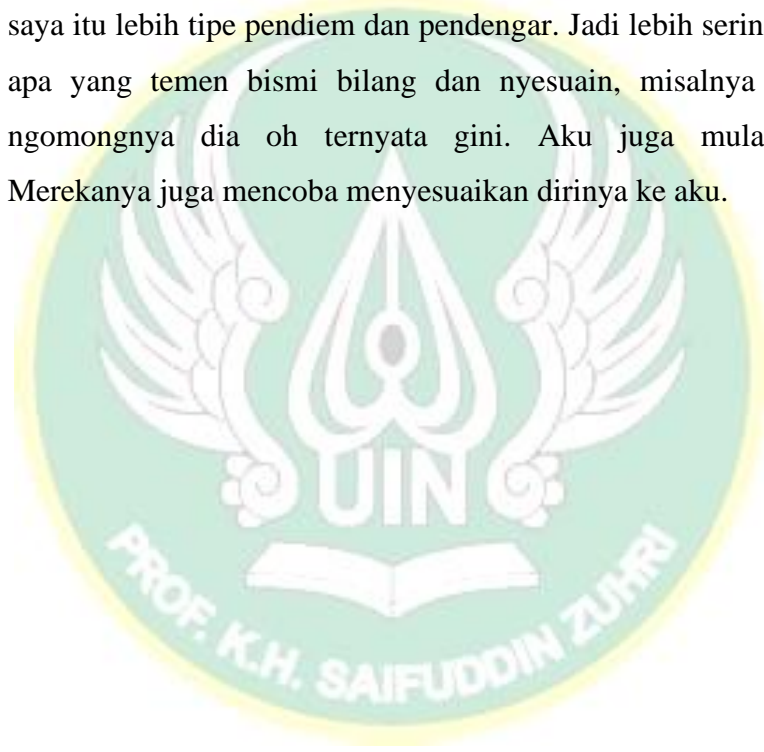 saya itu lebih tipe pendiem dan pendengar. Jadi lebih serin
apa yang temen bismi bilang dan nyesuain, misalnya
ngomongnya dia oh ternyata gini. Aku juga mula
Merekanya juga mencoba menyesuaikan dirinya ke aku.
UIN
PROF. K.H. SAIFUDDIN ZUHRI